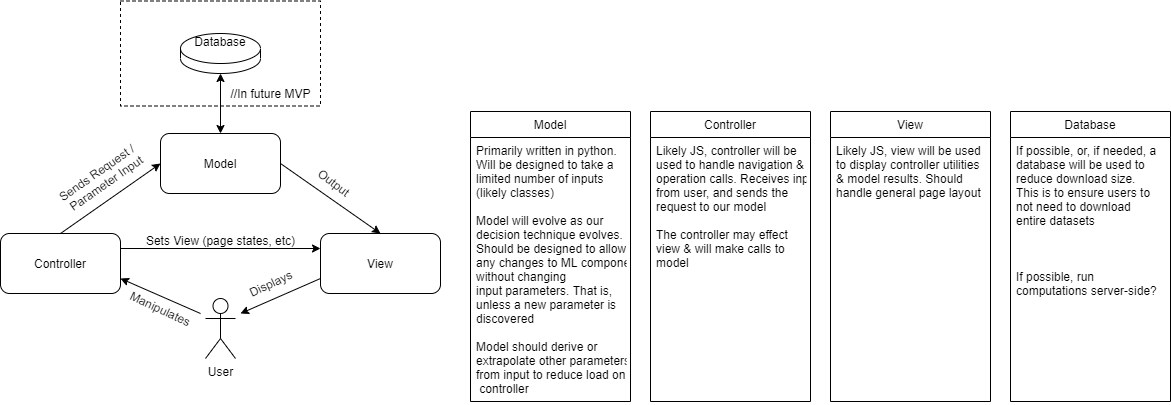 Database
//In future MVP
Model
Sends Request /
Parameter Input
Output
Controller
Sets View (page states, etc)
View
Manipulates
Displays
User
Model
Primarily written in python.
Will be designed to take a
limited number of inputs
(likely classes)
Model will evolve as our
decision technique evolves.
Should be designed to allow
any changes to ML compone
without changing
input parameters. That is,
unless a new parameter is
discovered
Model should derive or
extrapolate other parameters
from input to reduce load on
controller
Controller
Likely JS, controller will be
used to handle navigation &
operation calls. Receives inp
from user, and sends the
request to our model
The controller may effect
view & will make calls to
model
View
Likely JS, view will be used
to display controller utilities
& model results. Should
handle general page layout
Database
If possible, or, if needed, a
database will be used to
reduce download size.
This is to ensure users to
not need to download
entire datasets
If possible, run
computations server-side?